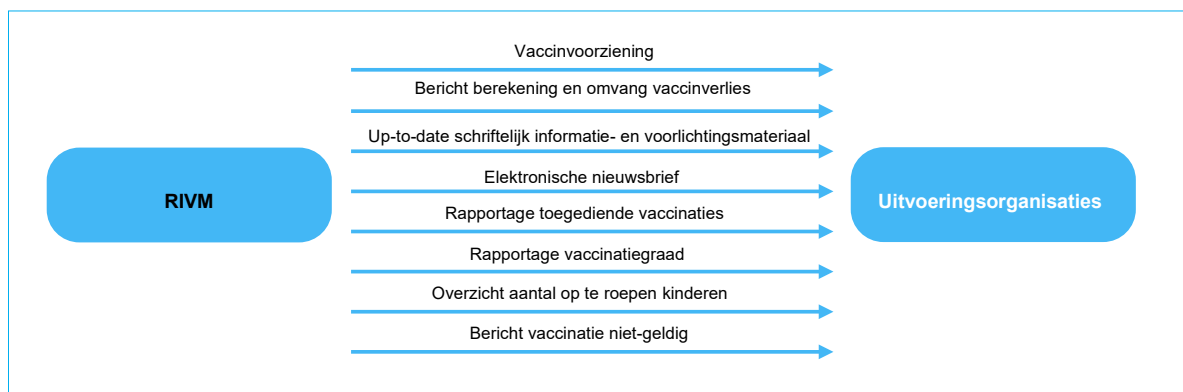 Vaccinvoorziening
Bericht berekening en omvang vaccinverlies
Up-to-date schriftelijk informatie- en voorlichtingsmateriaal
Elektronische nieuwsbrief
RIVM
Uitvoeringsorganisaties
Rapportage toegediende vaccinaties
Rapportage vaccinatiegraad
Overzicht aantal op te roepen kinderen
Bericht vaccinatie niet-geldig